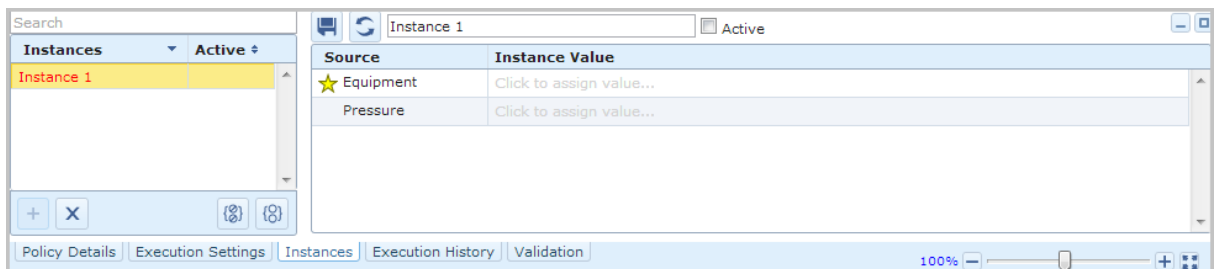 Search
Instances Active
Instance 1
Instance 1 Active
Source Instance Value
Equipment Click to assign value...
Pressure Click to assign value...
Policy Details Execution Settings Instances Execution History Validation
100%